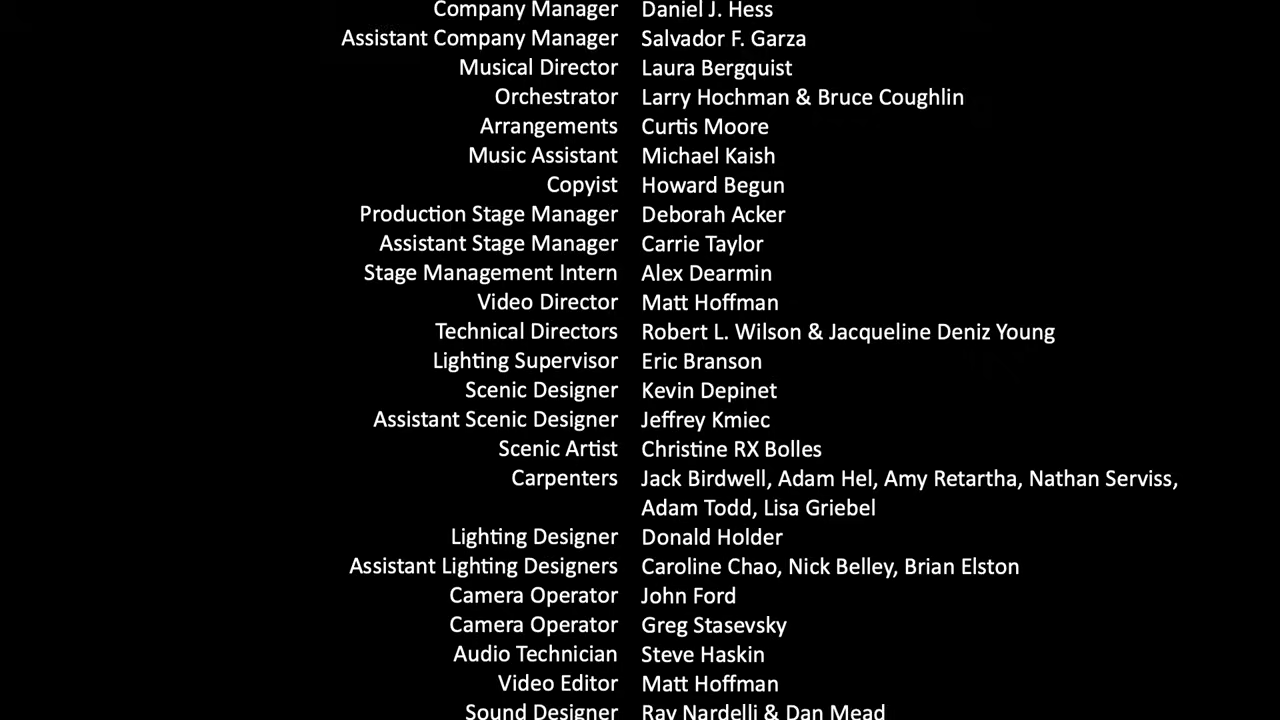 Company Manager Daniel J. Hess
Assistant Company Manager Salvador F. Garza
Musical Director Laura Bergquist
Orchestrator Larry Hochman & Bruce Coughlin
Arrangements Curtis Moore
Music Assistant Michael Kaish
Copyist Howard Begun
Production Stage Manager Deborah Acker
Assistant Stage Manager Carrie Taylor
Stage Management Intern Alex Dearmin
Video Director Matt Hoffman
Technical Directors Robert L. Wilson & Jacqueline Deniz Young
Lighting Supervisor Eric Branson
Scenic Designer Kevin Depinet
Assistant Scenic Designer Jeffrey Kmiec
Scenic Artist Christine RX Bolles
Carpenters Jack Birdwell, Adam Hel, Amy Retartha, Nathan Serviss,
Adam Todd, Lisa Griebel
Lighting Designer Donald Holder
Assistant Lighting Designers Caroline Chao, Nick Belley, Brian Elston
Camera Operator John Ford
Camera Operator Greg Stasevsky
Audio Technician Steve Haskin
Video Editor Matt Hoffman
Sound Designer Ray Nardelli & Dan Mead